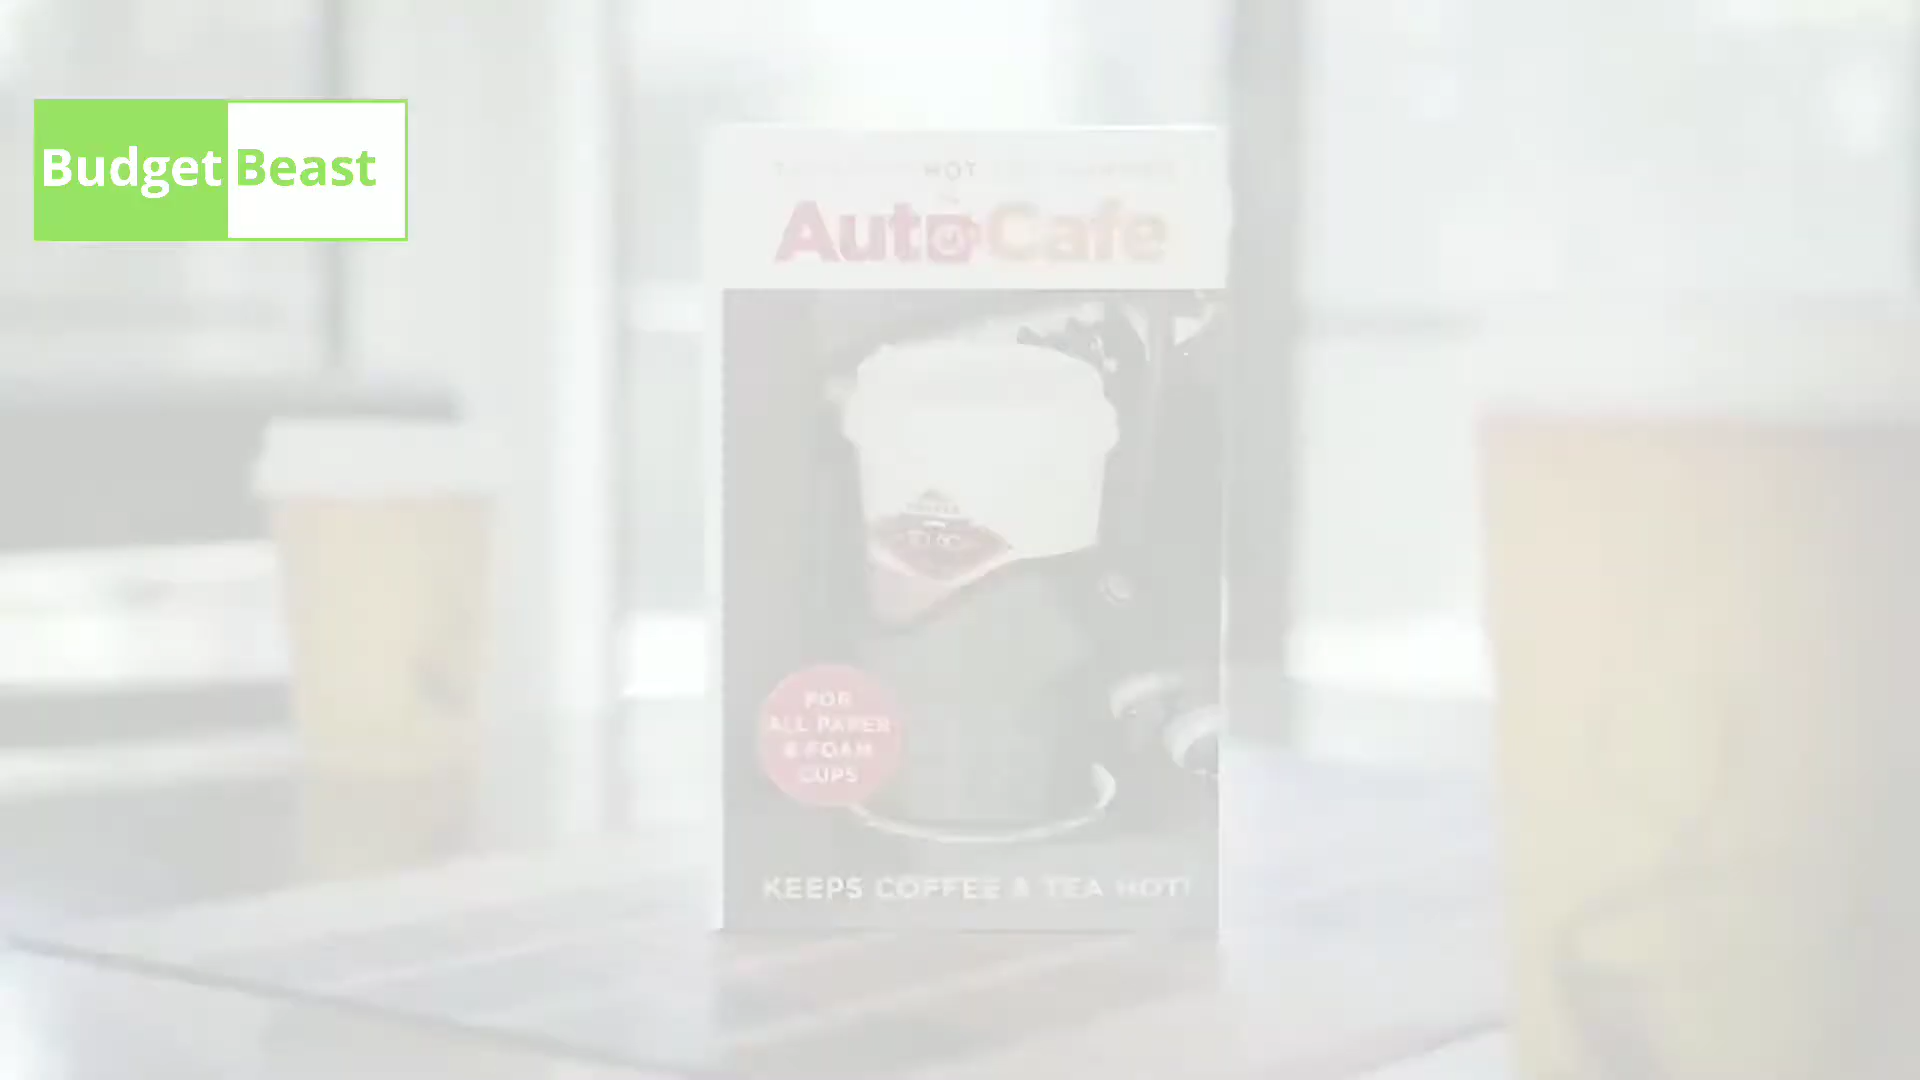 Budget Beast
HOT
AutoCafe
FOR
ALL PAPER
& FOAM
CUPS
KEEPS COFFEE & TEA HOT!